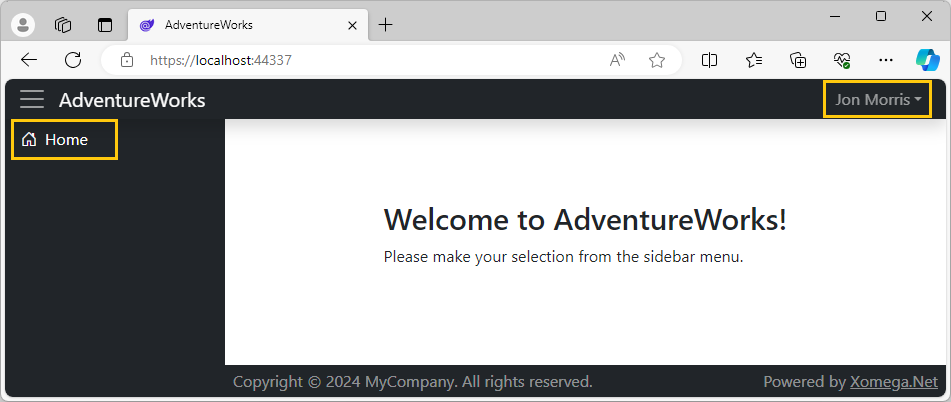 AdventureWorks
https://localhost:44337
AdventureWorks
Jon Morris
Home
Welcome to AdventureWorks!
Please make your selection from the sidebar menu.
Copyright © 2024 MyCompany. All rights reserved.
Powered by Xomega.Net